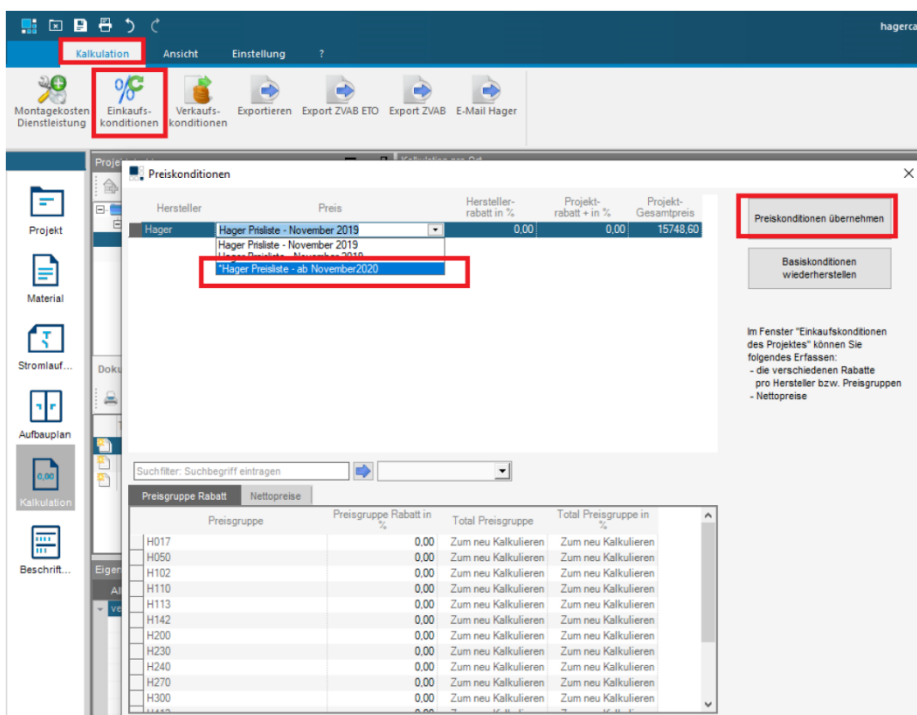 hagerca
Kalkulation Ansicht Einstellung ?
Montagekosten Dienstleistung
Einkaufs-
konditionen
Verkaufs-
konditionen
Exportieren
Export ZVAB ETO
Export ZVAB
E-Mail Hager
Projekt
Material
Stromlauf...
Aufbauplan
Kalkulation
Beschrift...
Preiskonditionen
Hersteller
Preis
Hersteller-
rabatt in %
Projekt-
rabatt + in %
Projekt-
Gesamtpreis
Hager Hager Prisliste - November 2019 0,00 0,00 15748,60
Hager Prisliste - November 2019
Hager Preisliste - November 2019
*Hager Preisliste - ab November2020
Preiskonditionen übernehmen
Basiskonditionen
wiederherstellen
Im Fenster "Einkaufskonditionen
des Projektes" können Sie
folgendes Erfassen:
- die verschiedenen Rabatte
pro Hersteller bzw. Preisgruppen
- Nettopreise
Suchfilter: Suchbegriff eintragen
Preisgruppe Rabatt Nettopreise
Preisgruppe
Preisgruppe Rabatt in
%
Total Preisgruppe
Total Preisgruppe in
%
H017 0,00 Zum neu Kalkulieren Zum neu Kalkulieren
H050 0,00 Zum neu Kalkulieren Zum neu Kalkulieren
H102 0,00 Zum neu Kalkulieren Zum neu Kalkulieren
H110 0,00 Zum neu Kalkulieren Zum neu Kalkulieren
H113 0,00 Zum neu Kalkulieren Zum neu Kalkulieren
H142 0,00 Zum neu Kalkulieren Zum neu Kalkulieren
H200 0,00 Zum neu Kalkulieren Zum neu Kalkulieren
H230 0,00 Zum neu Kalkulieren Zum neu Kalkulieren
H240 0,00 Zum neu Kalkulieren Zum neu Kalkulieren
H270 0,00 Zum neu Kalkulieren Zum neu Kalkulieren
H300 0,00 Zum neu Kalkulieren Zum neu Kalkulieren